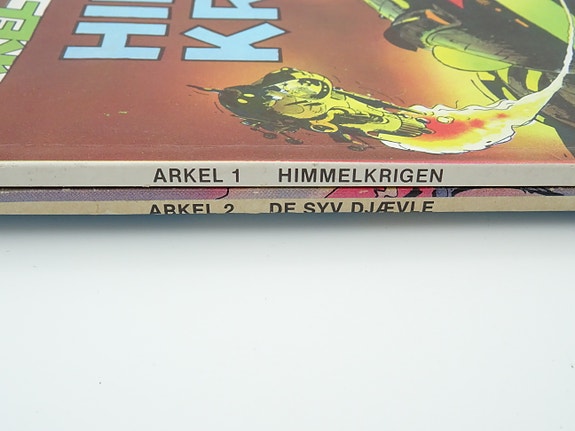 ARKEL 1 HIMMELKRIGEN
ARKEL 2 DE SYV DJÆVLE